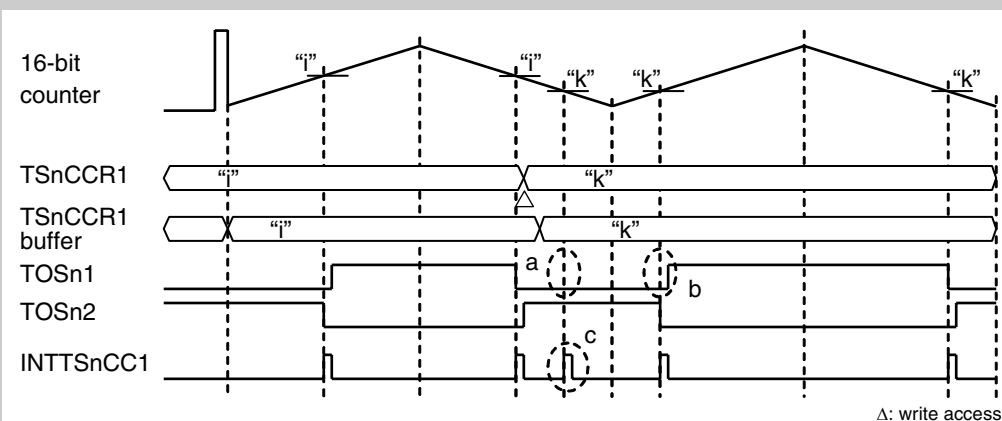 16-bit
counter
“i”
“i”
“k”
“k”
“k”
TSnCCR1
“i”
“k”
TSnCCR1
buffer
“i”
“k”
TOSn1
a
b
TOSn2
INTTSnCC1
c
Δ: write access